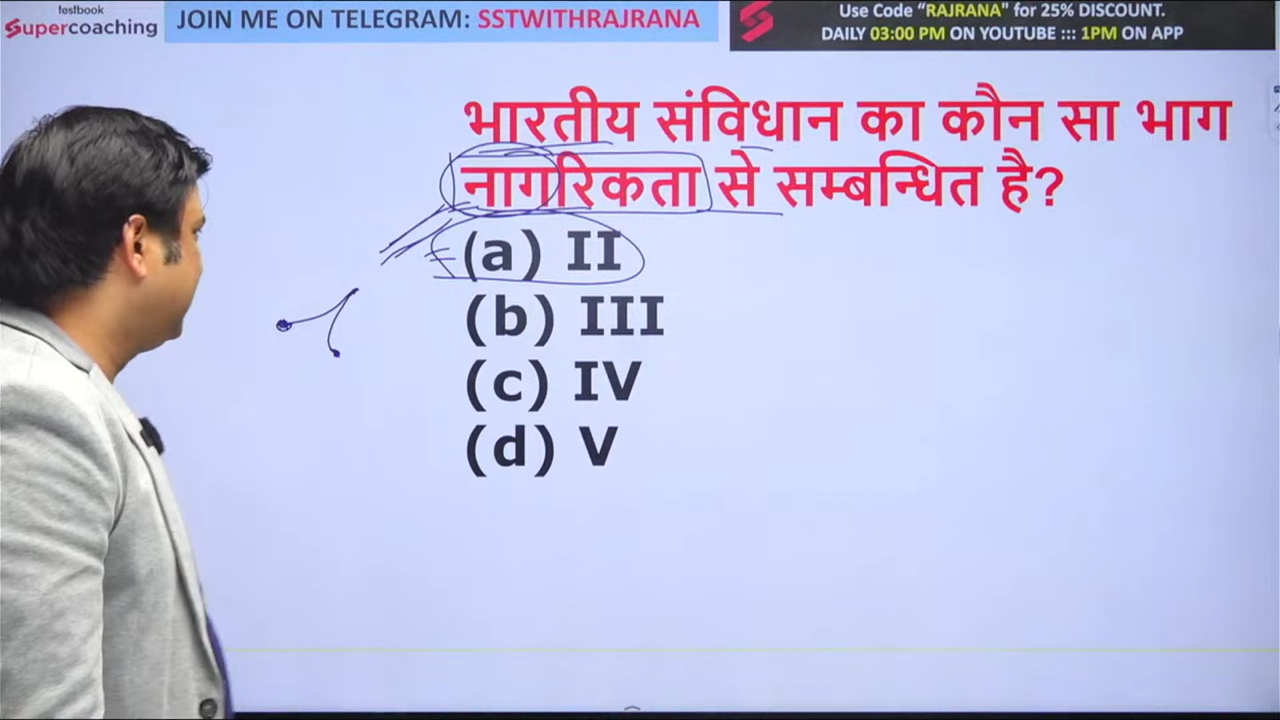 testbook
Supercoaching
JOIN ME ON TELEGRAM: SSTWITHRAJRANA
Use Code “RAJRANA" for 25% DISCOUNT.
DAILY 03:00 PM ON YOUTUBE ::: 1PM ON APP
भारतीय संविधान का कौन सा भाग
नागरिकता से सम्बन्धित है?
(a) II
(b) III
(c) IV
(d) V